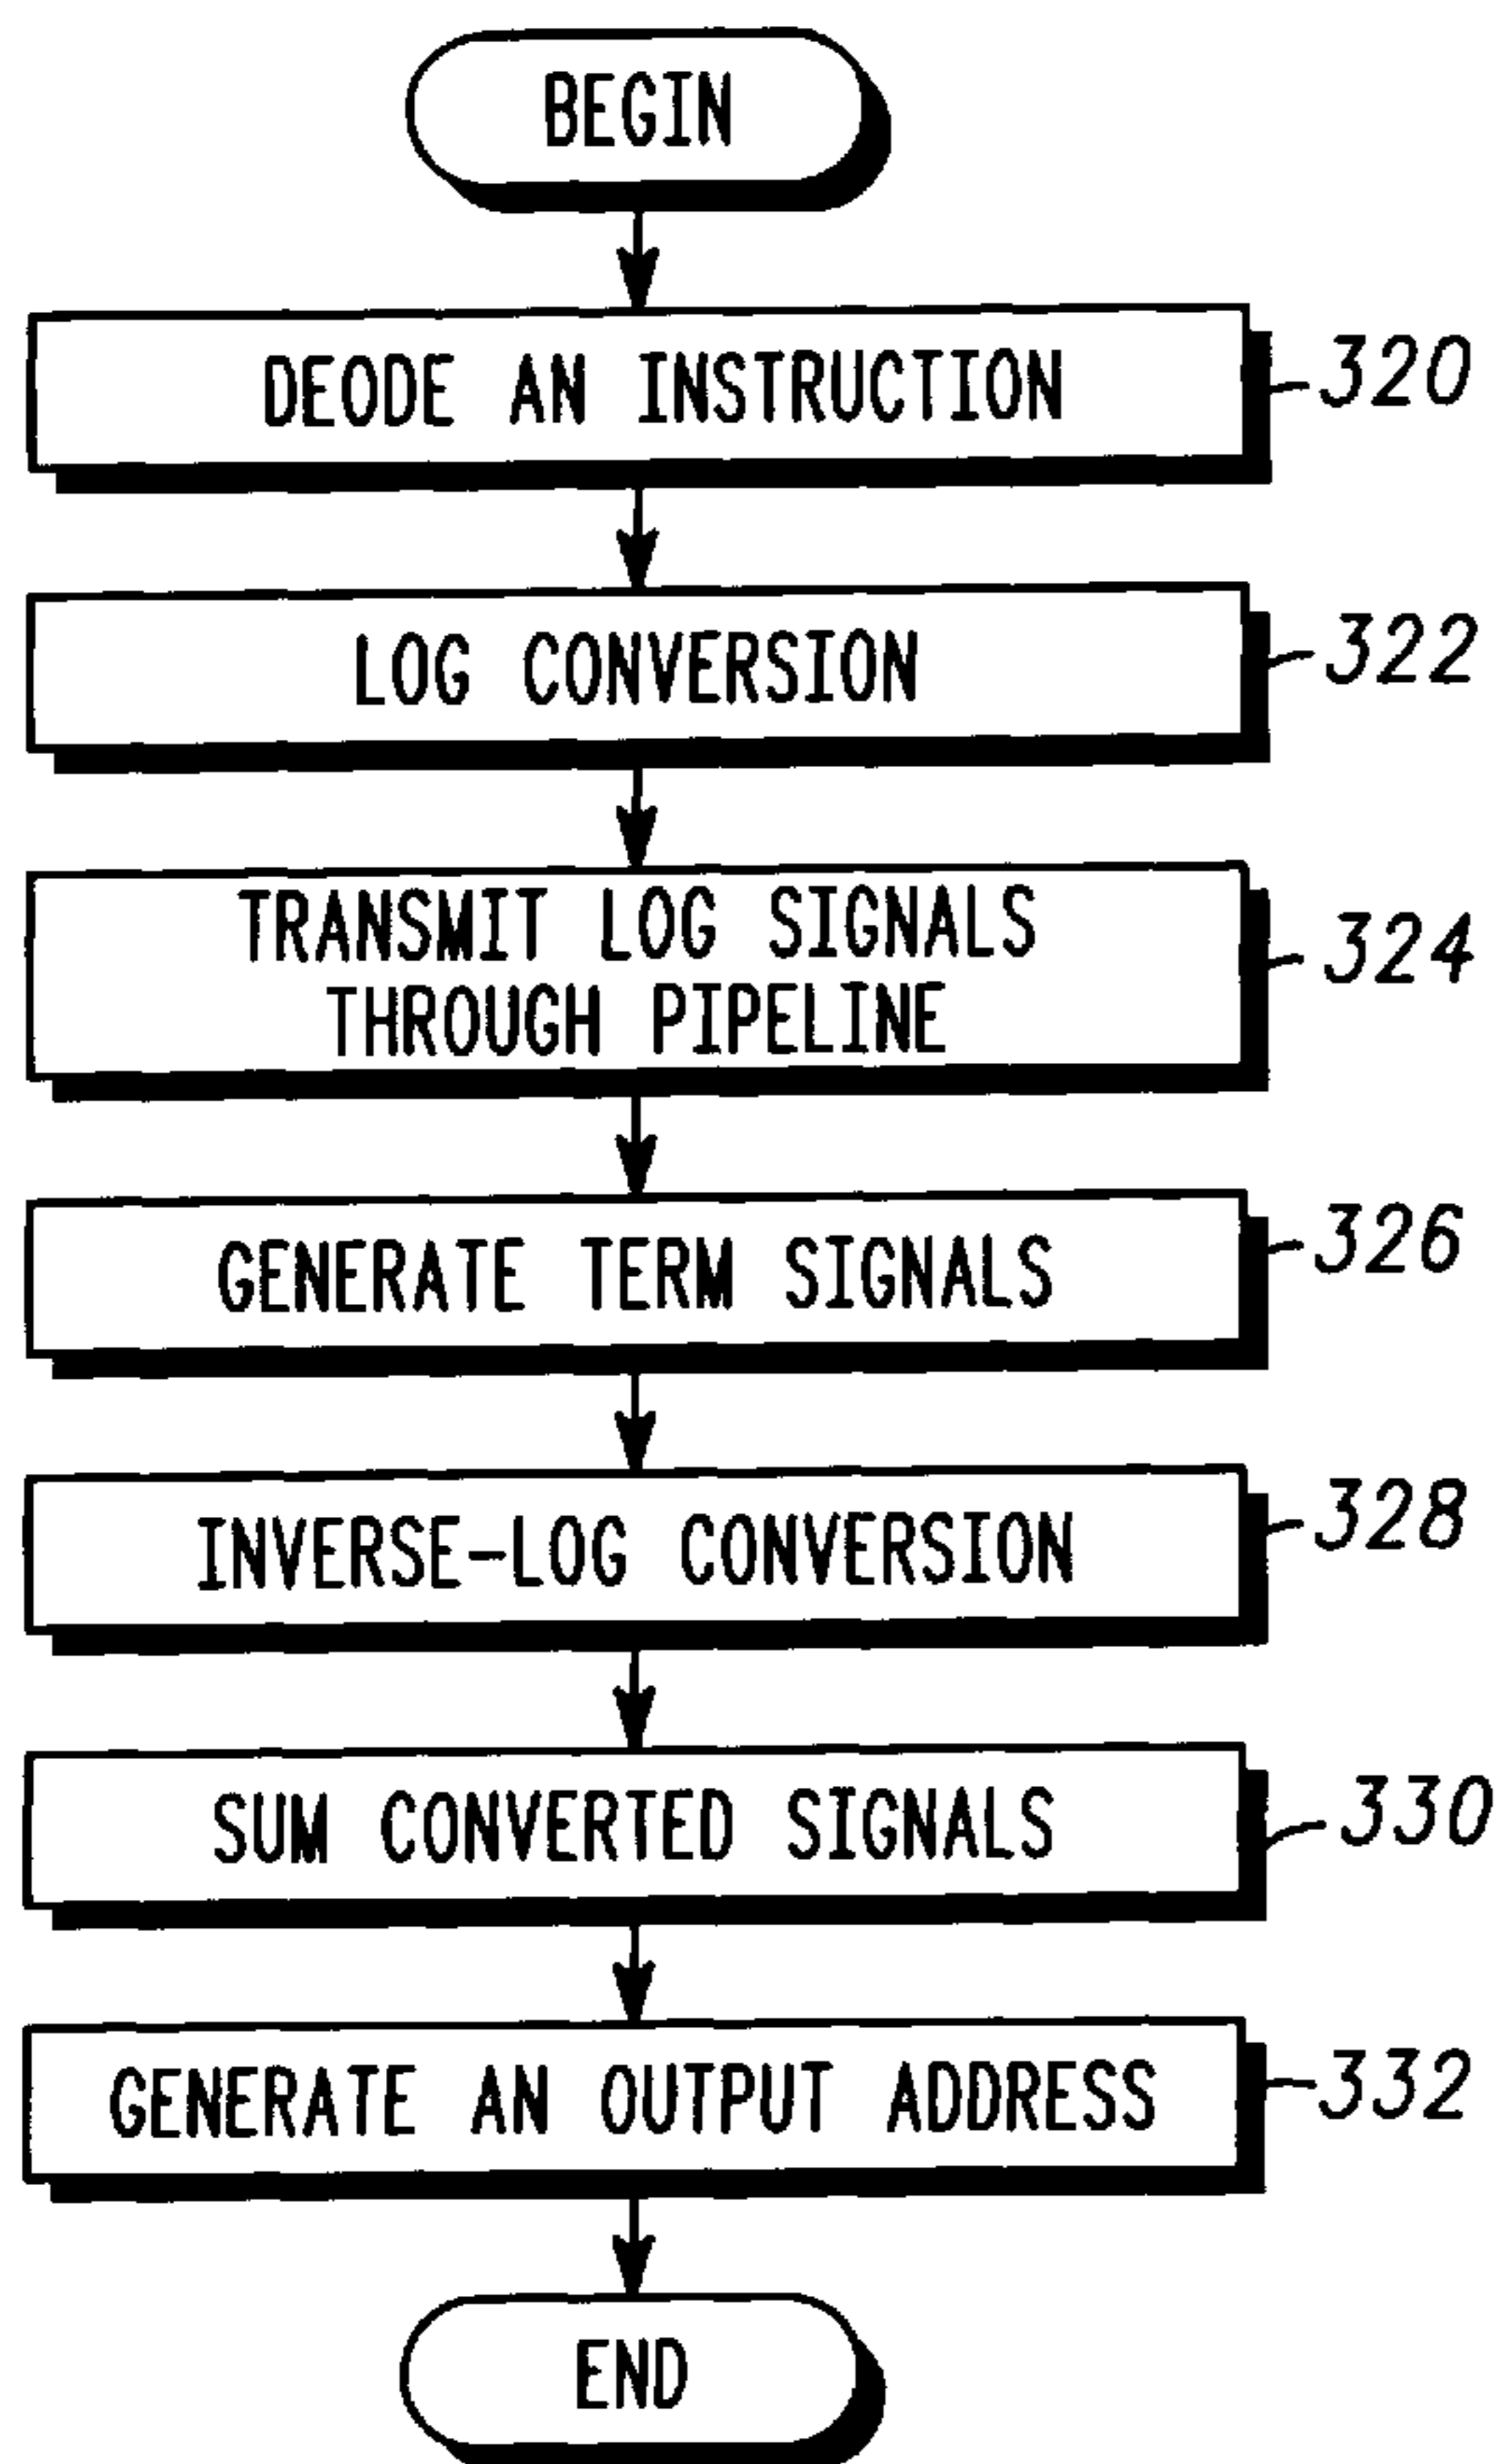 BEGIN
DEODE AN INSTRUCTION
320
LOG CONVERSION
322
TRANSMIT LOG SIGNALS
THROUGH PIPELINE
324
GENERATE TERM SIGNALS
326
INVERSE-LOG CONVERSION
328
SUM CONVERTED SIGNALS
330
GENERATE AN OUTPUT ADDRESS
332
END